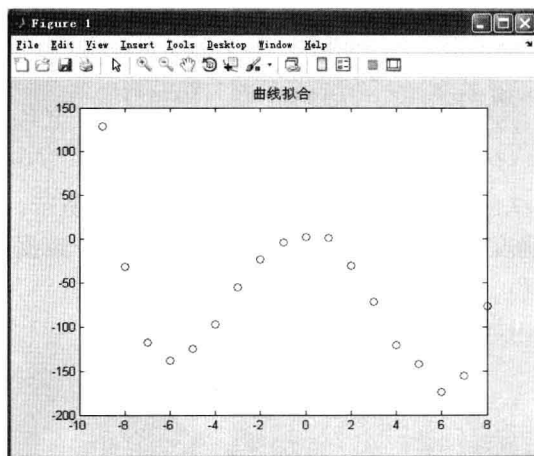 Figure 1
File Edit View Insert Tools Desktop Window Help
曲线拟合
150
100
50
0
-50
-100
-150
-200
-10 -8 -6 -4 -2 0 2 4 6 8